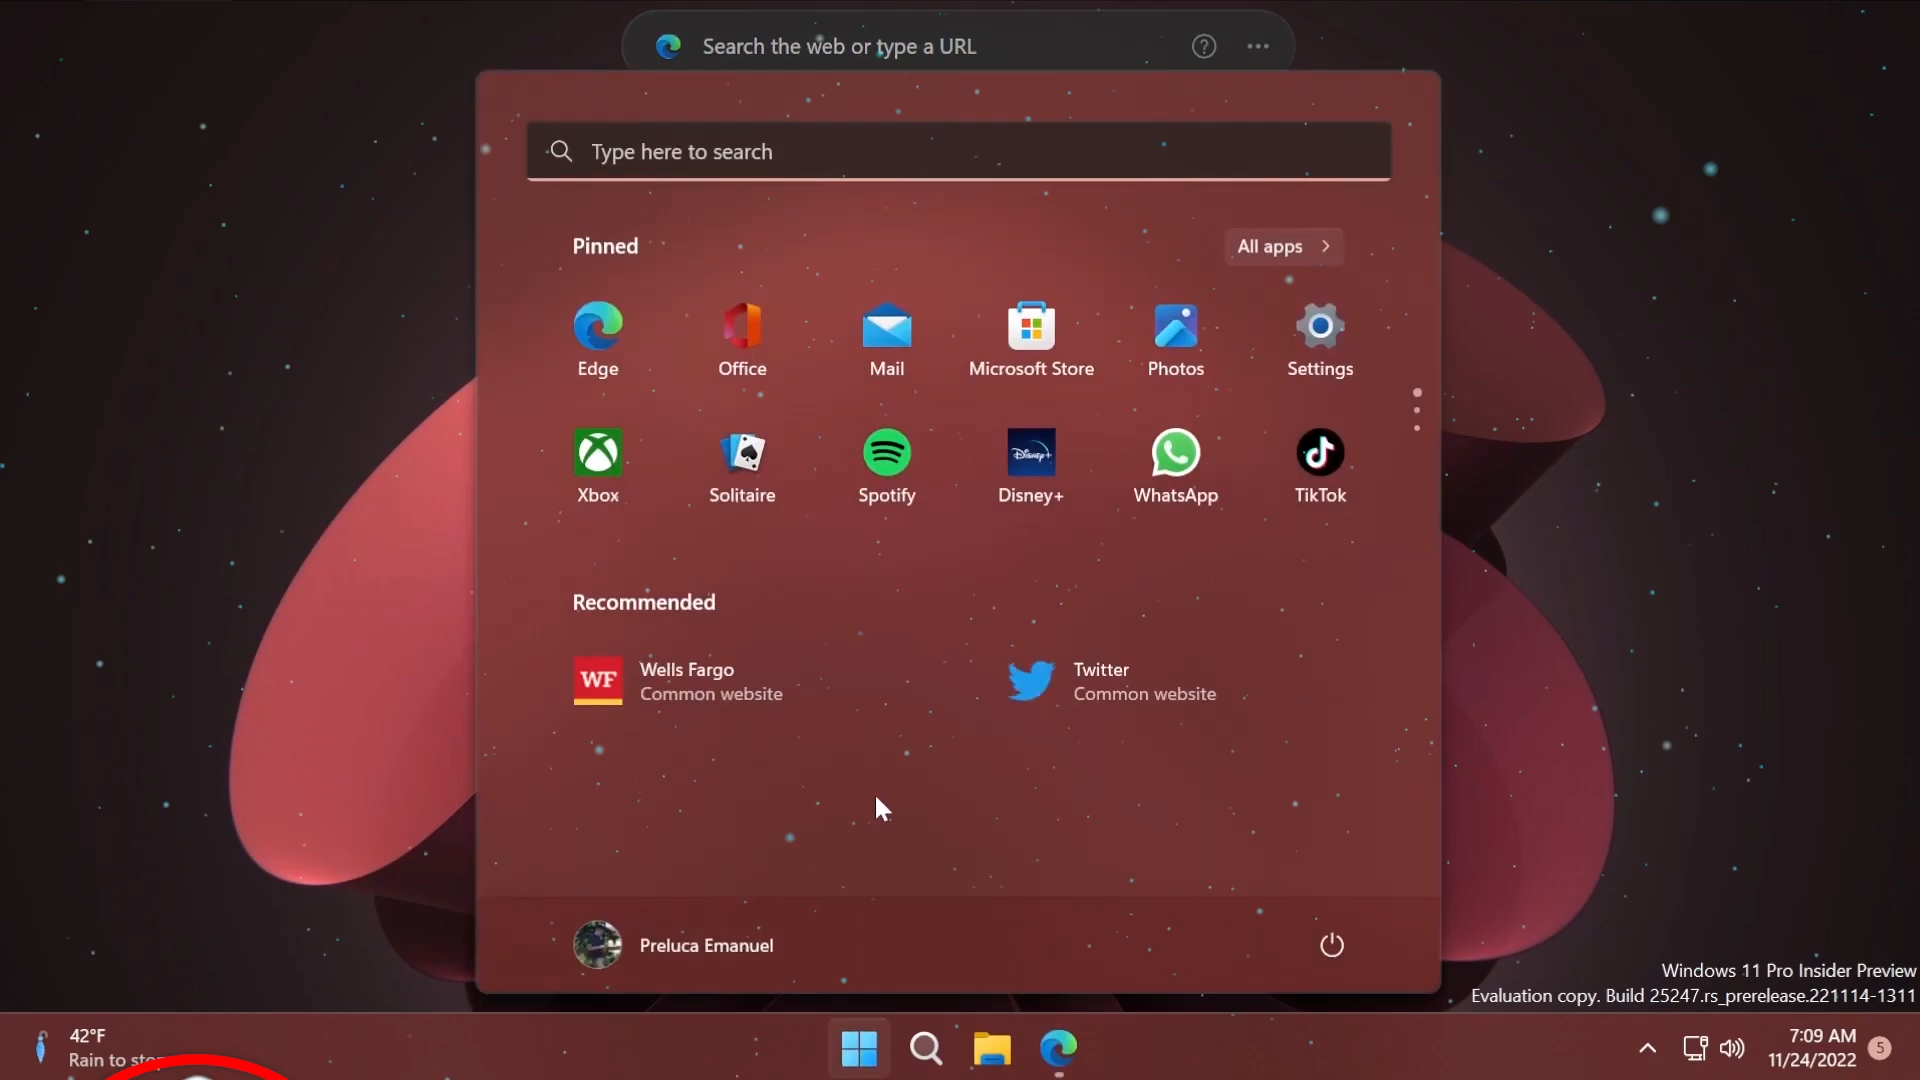 Search the web or type a URL
Type here to search
Pinned
All apps
Edge
Office
Mail
Microsoft Store
Photos
Settings
Xbox
Solitaire
Spotify
Disney+
Disney+
WhatsApp
TikTok
Recommended
WF
Wells Fargo
Common website
Twitter
Common website
Preluca Emanuel
Windows 11 Pro Insider Preview
Evaluation copy. Build 25247.rs_prerelease.221114-1311
42°F
Rain to
7:09 AM
11/24/2022
5